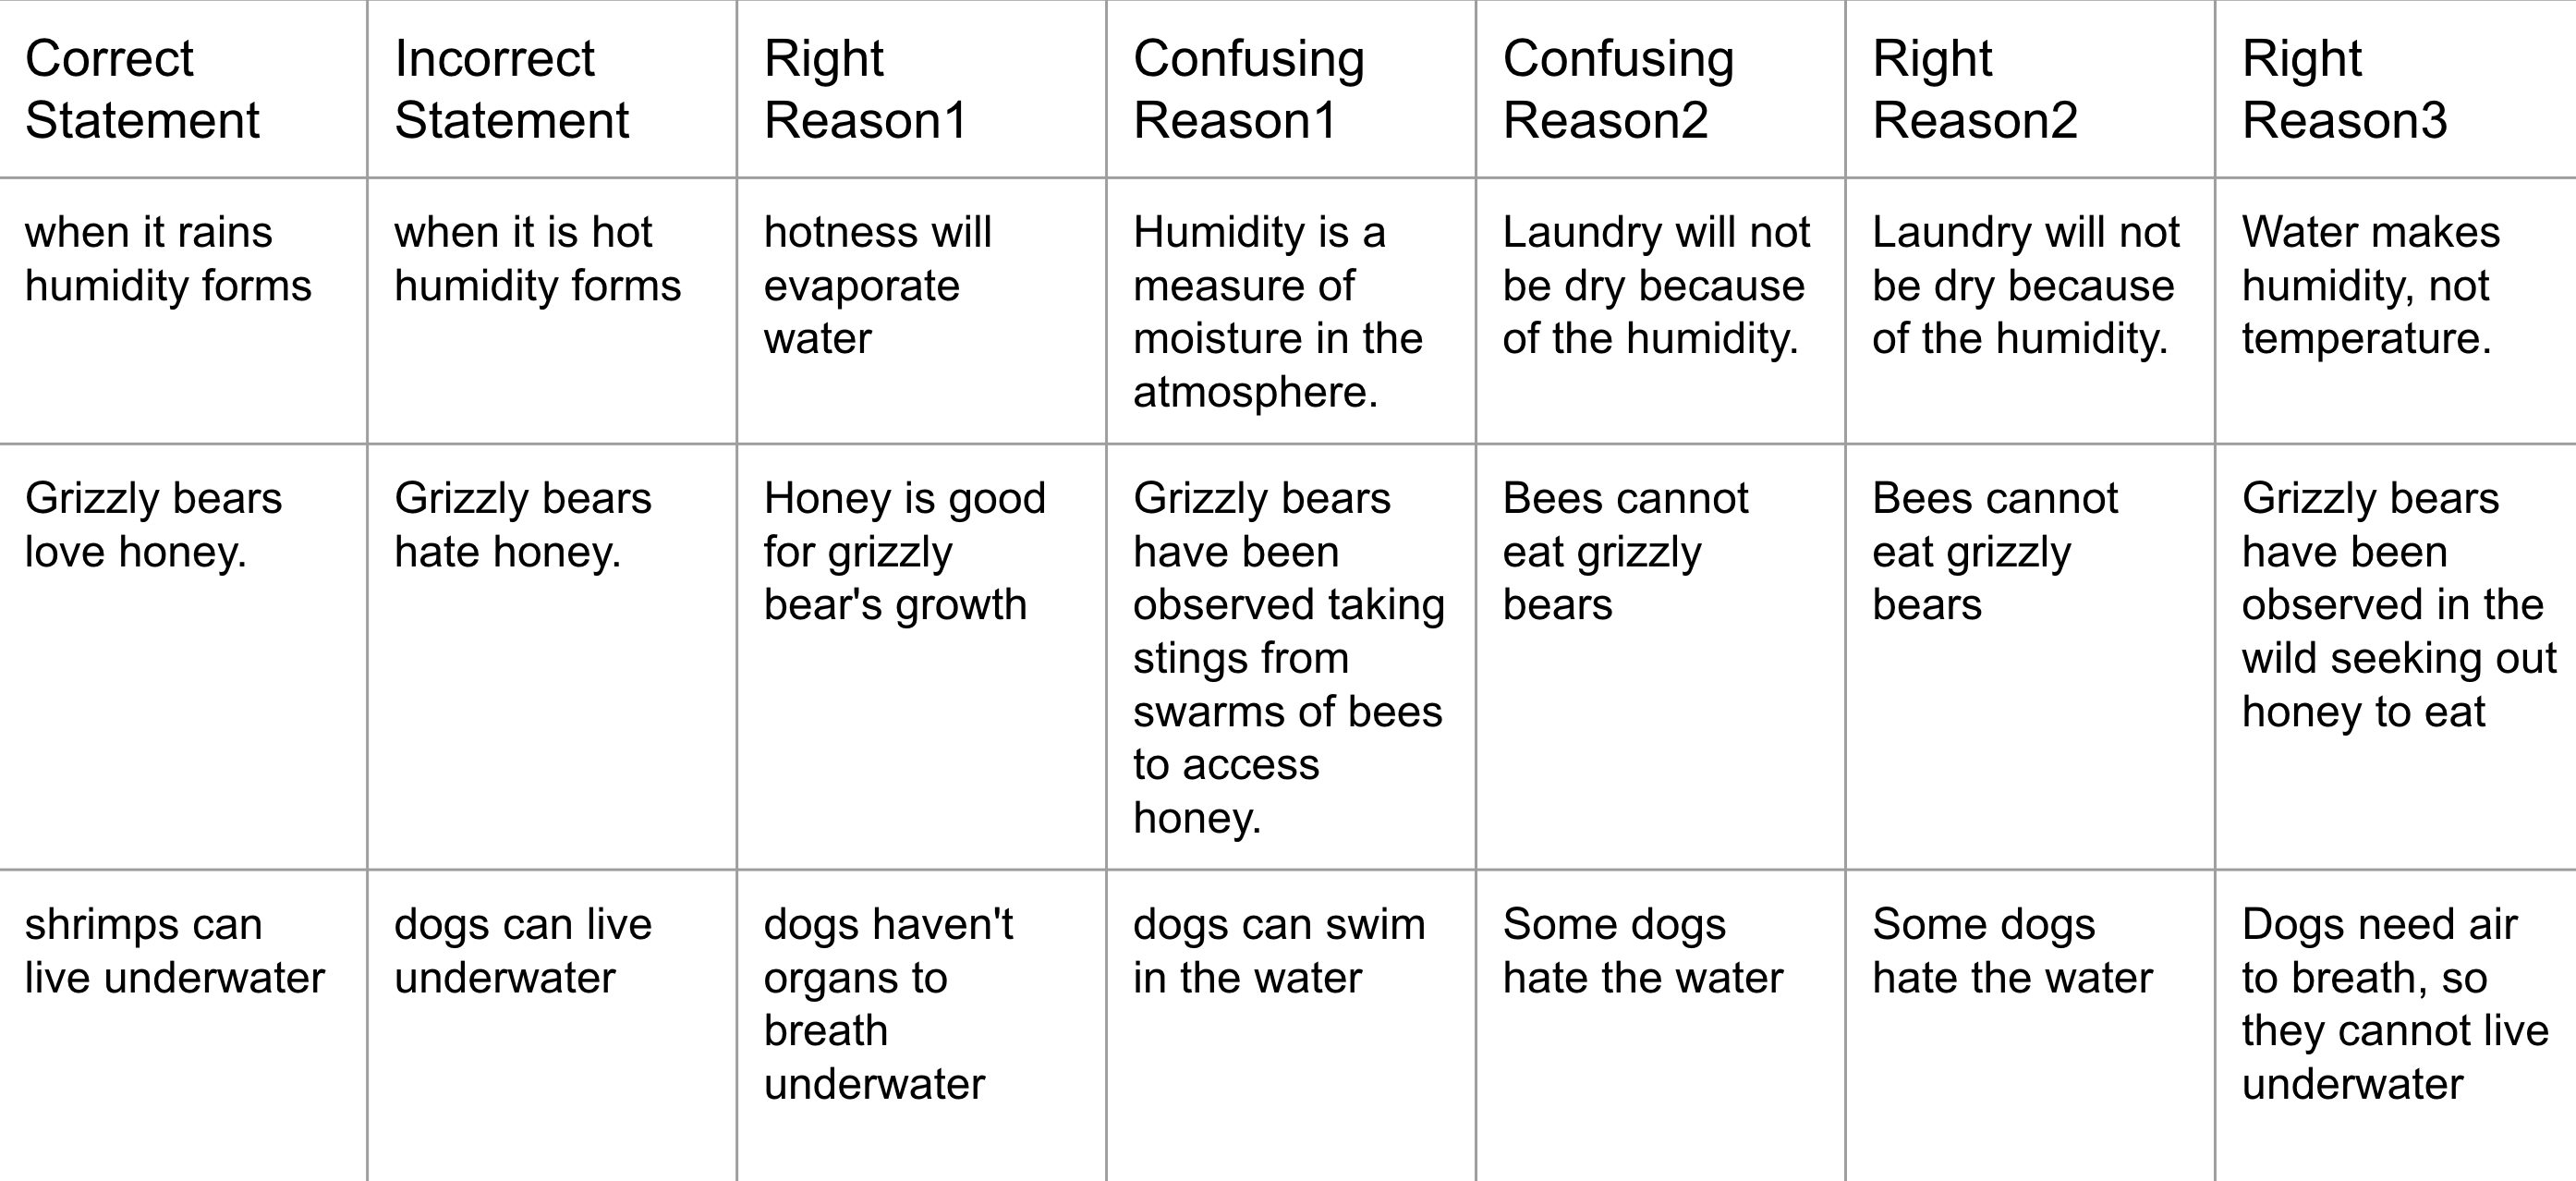 Correct
Statement
Incorrect
Statement
Right
Reason1
Confusing
Reason1
Confusing
Reason2
Right
Reason2
Right
Reason3
when it rains
humidity forms
when it is hot
humidity forms
hotness will
evaporate
water
Humidity is a
measure of
moisture in the
atmosphere.
Laundry will not
be dry because
of the humidity.
Laundry will not
be dry because
of the humidity.
Water makes
humidity, not
temperature.
Grizzly bears
love honey.
Grizzly bears
hate honey.
Honey is good
for grizzly
bear's growth
Grizzly bears
have been
observed taking
stings from
swarms of bees
to access
honey.
Bees cannot
eat grizzly
bears
Bees cannot
eat grizzly
bears
Grizzly bears
have been
observed in the
wild seeking out
honey to eat
shrimps can
live underwater
dogs can live
underwater
dogs haven't
organs to
breath
underwater
dogs can swim
in the water
Some dogs
hate the water
Some dogs
hate the water
Dogs need air
to breath, so
they cannot live
underwater